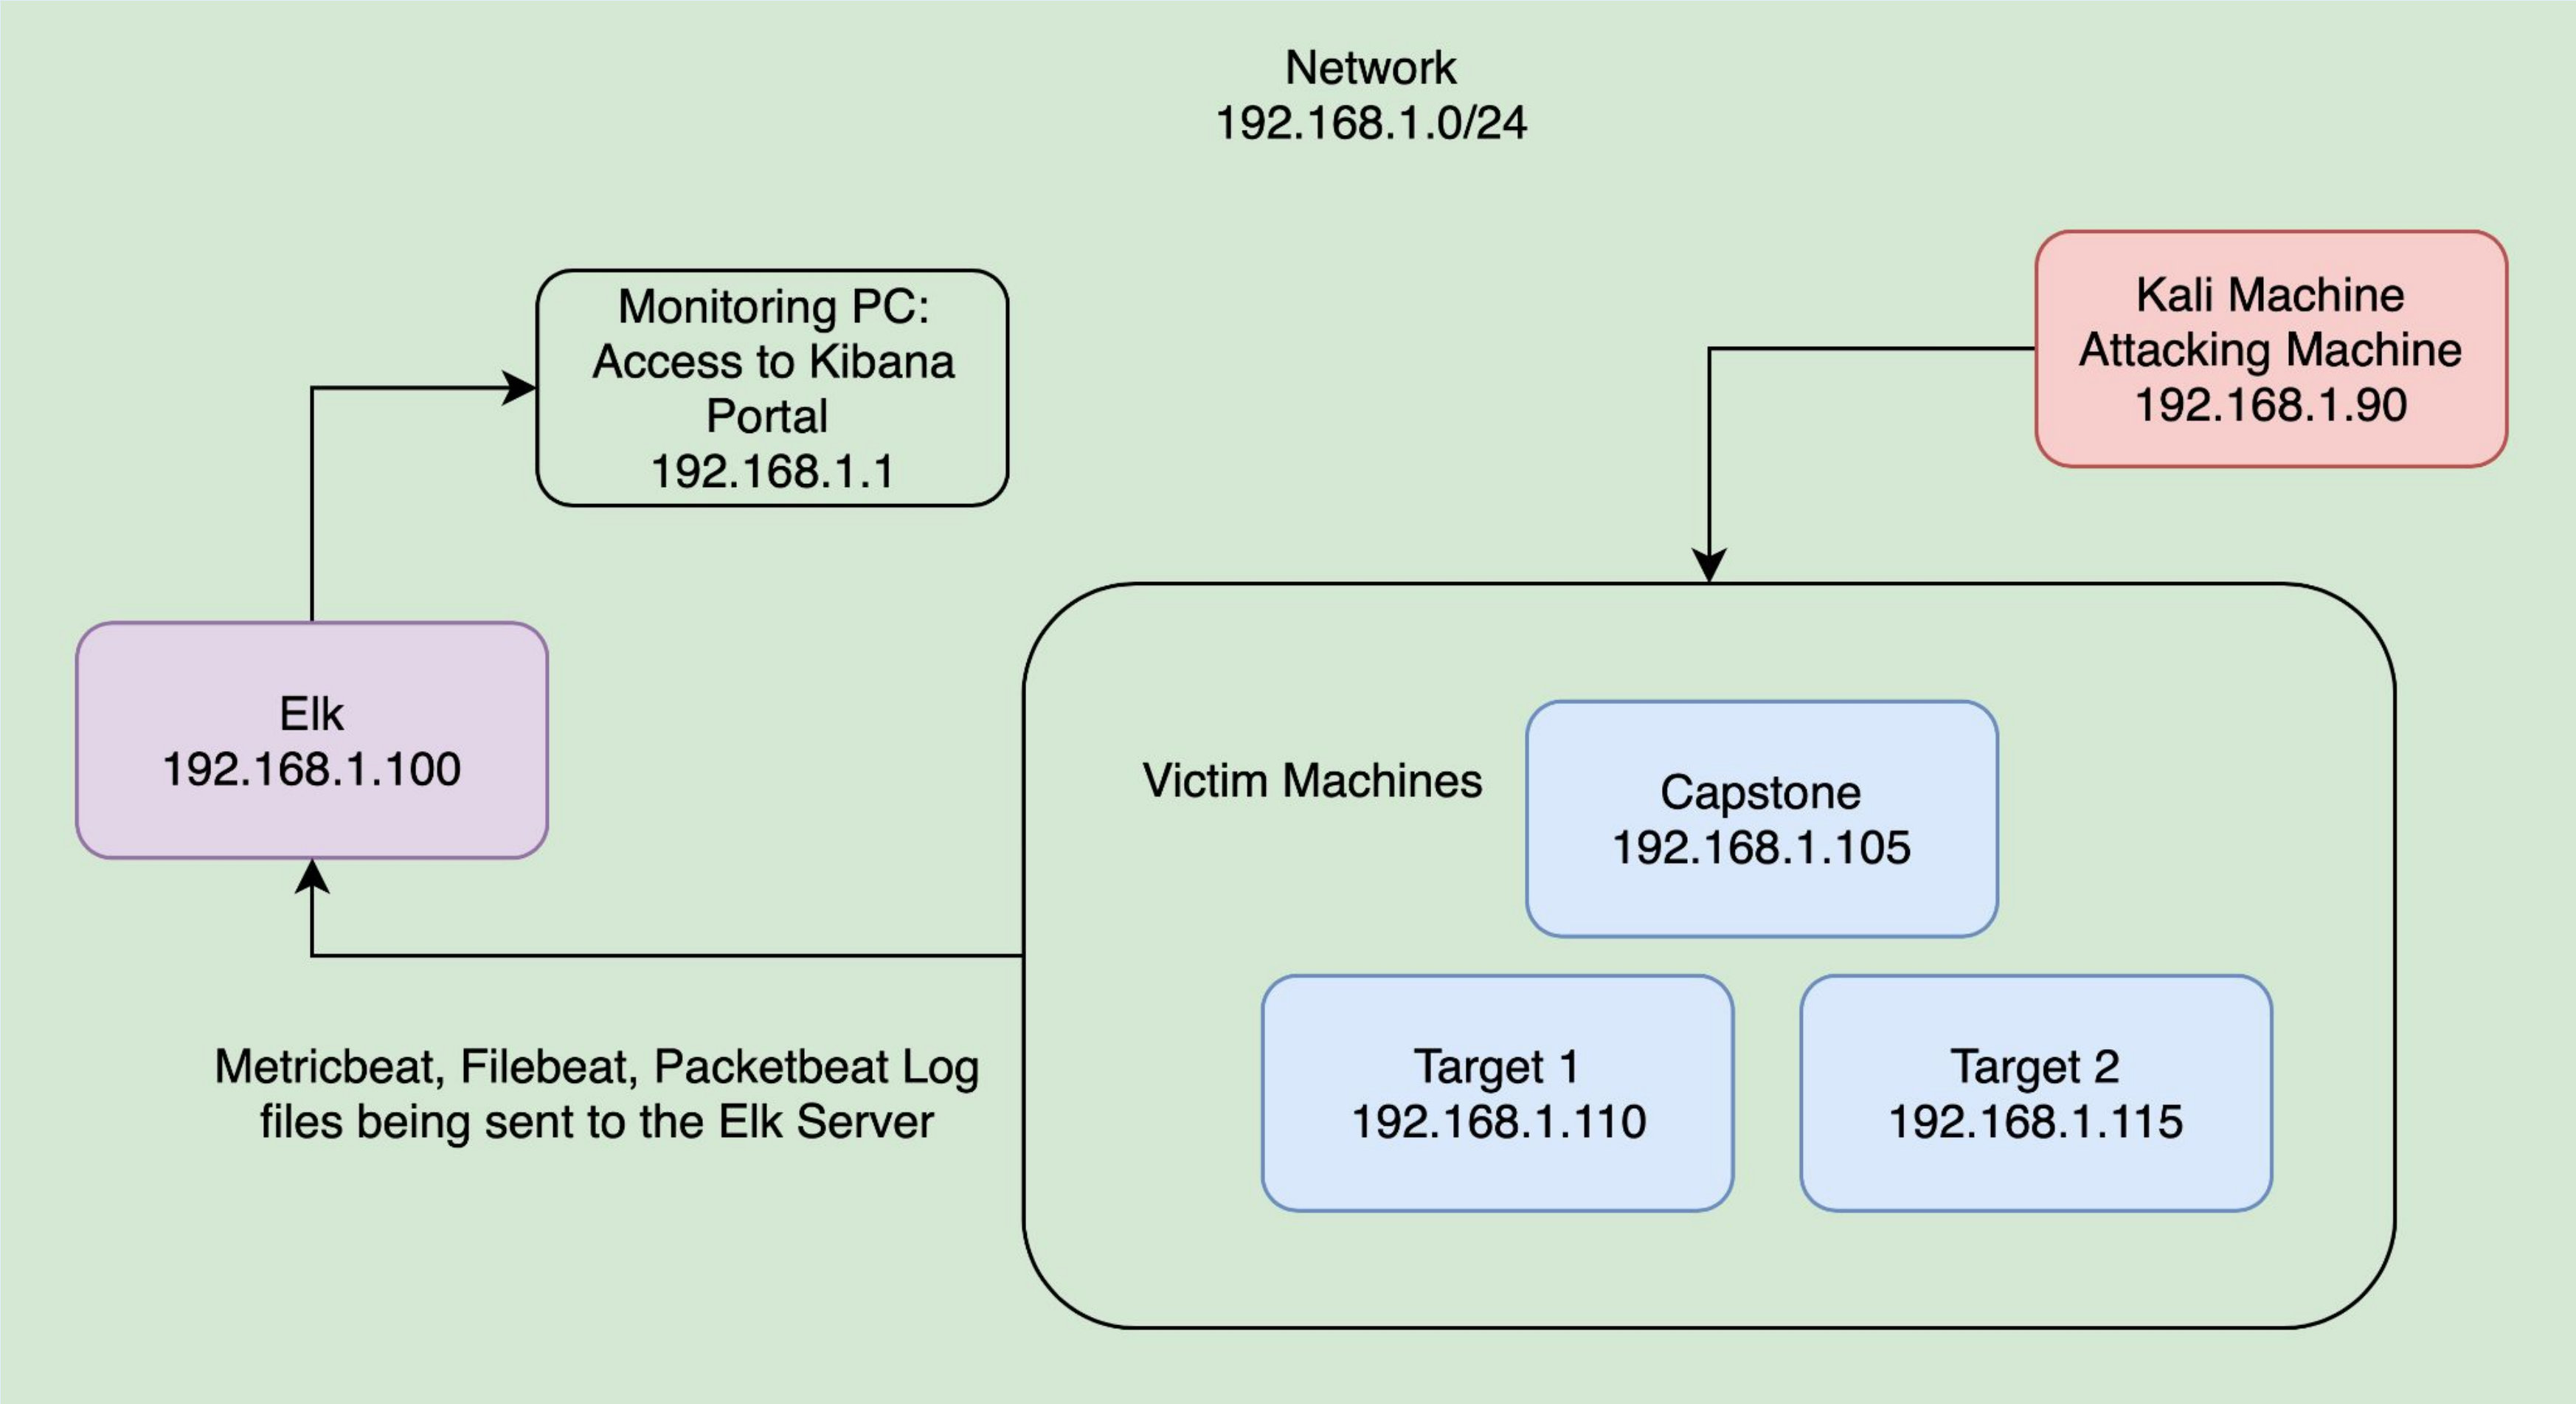 Network
192.168.1.0/24
Monitoring PC:
Access to Kibana
Portal
192.168.1.1
Kali Machine
Attacking Machine
192.168.1.90
Elk
192.168.1.100
Victim Machines
Capstone
192.168.1.105
Target 1
192.168.1.110
Target 2
192.168.1.115
Metricbeat, Filebeat, Packetbeat Log
files being sent to the Elk Server